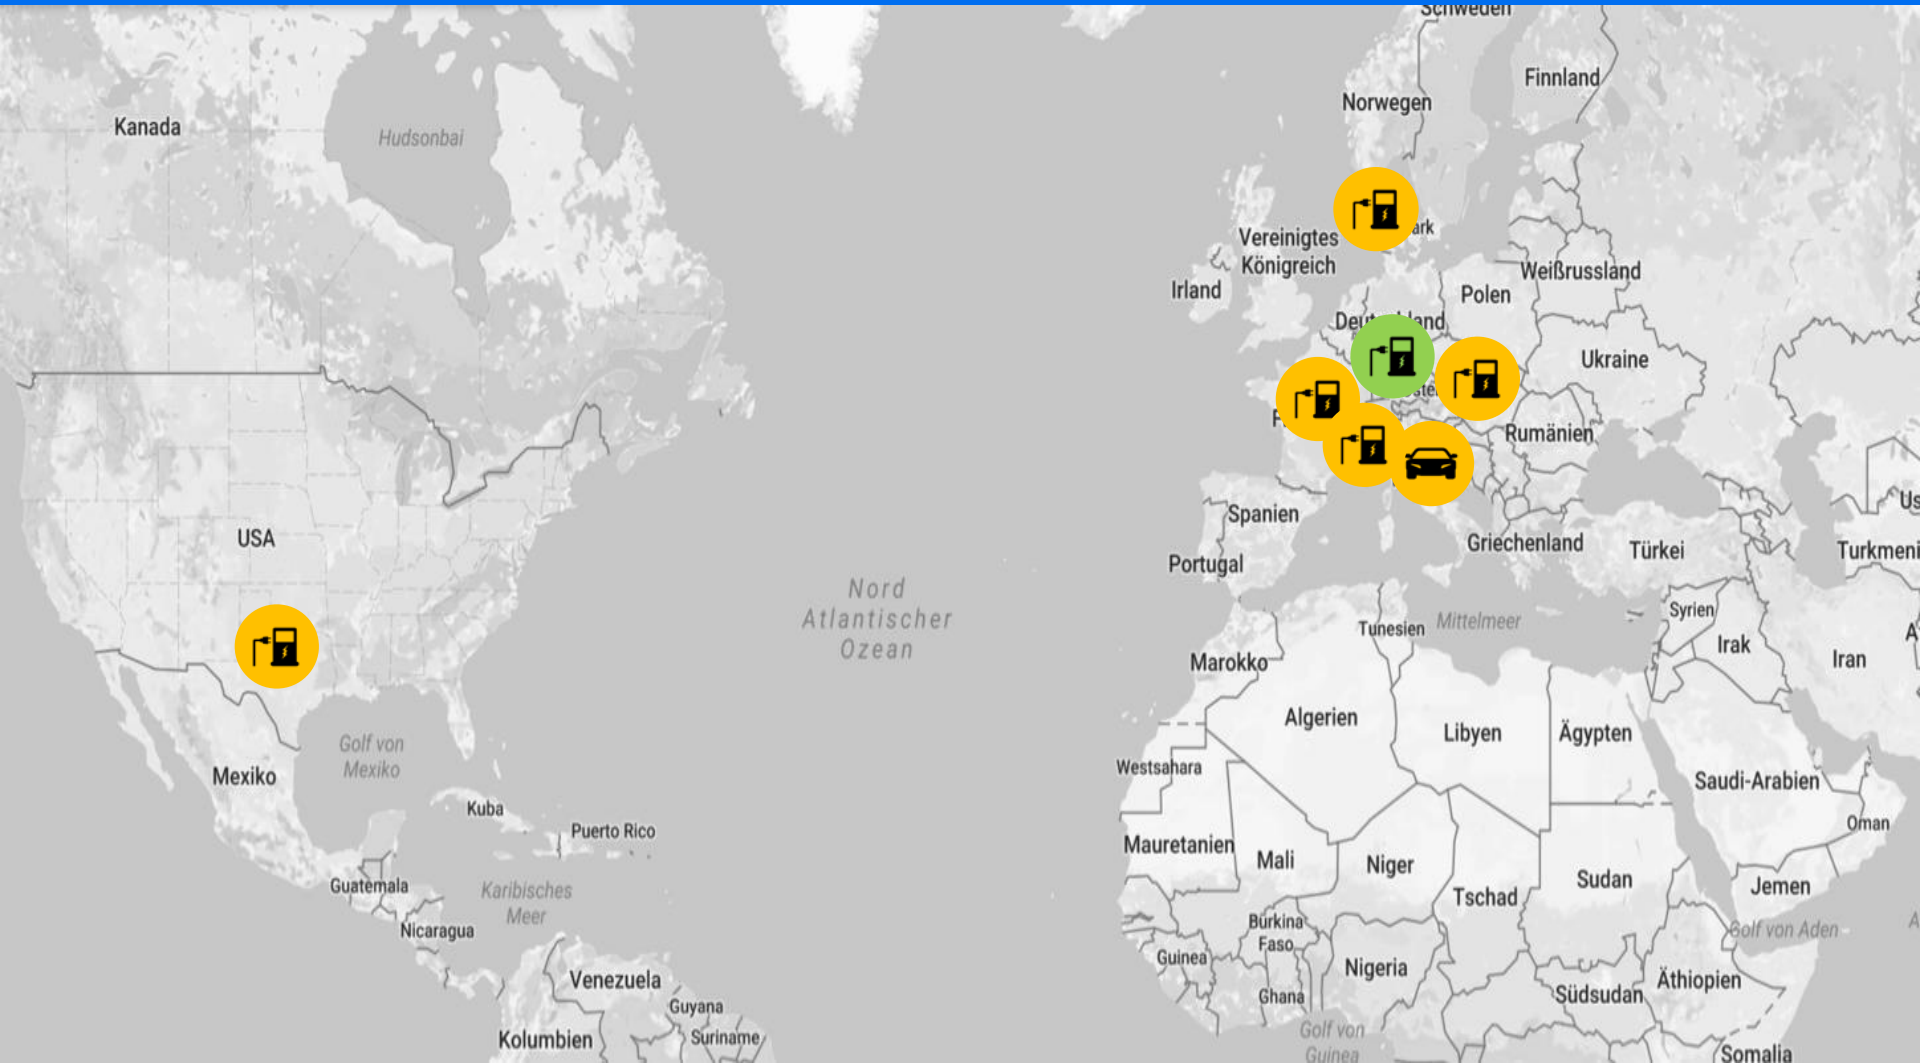 Schweden
Finnland
Norwegen
Kanada
Hudsonbai
ark
Vereinigtes
Königreich
Irland
Weißrussland
Polen
Ukraine
Rumänien
Spanien
Portugal
Griechenland
Türkei
Us
Turkmeni
USA
Nord
Atlantischer
Ozean
Syrien
Tunesien
Mittelmeer
Irak
Iran
A
Marokko
Algerien
Libyen
Ägypten
Golf von
Mexiko
Mexiko
Westsahara
Saudi-Arabien
Kuba
Puerto Rico
Oman
Mauretanien
Mali
Niger
Tschad
Sudan
Jemen
Guatemala
Karibisches
Meer
Nicaragua
Burkina
Faso
Golf von Aden
A
Guinea
Nigeria
Ghana
Südsudan
Äthiopien
Venezuela
Guyana
Kolumbien
Suriname
Golf von
Guinea
Somalia